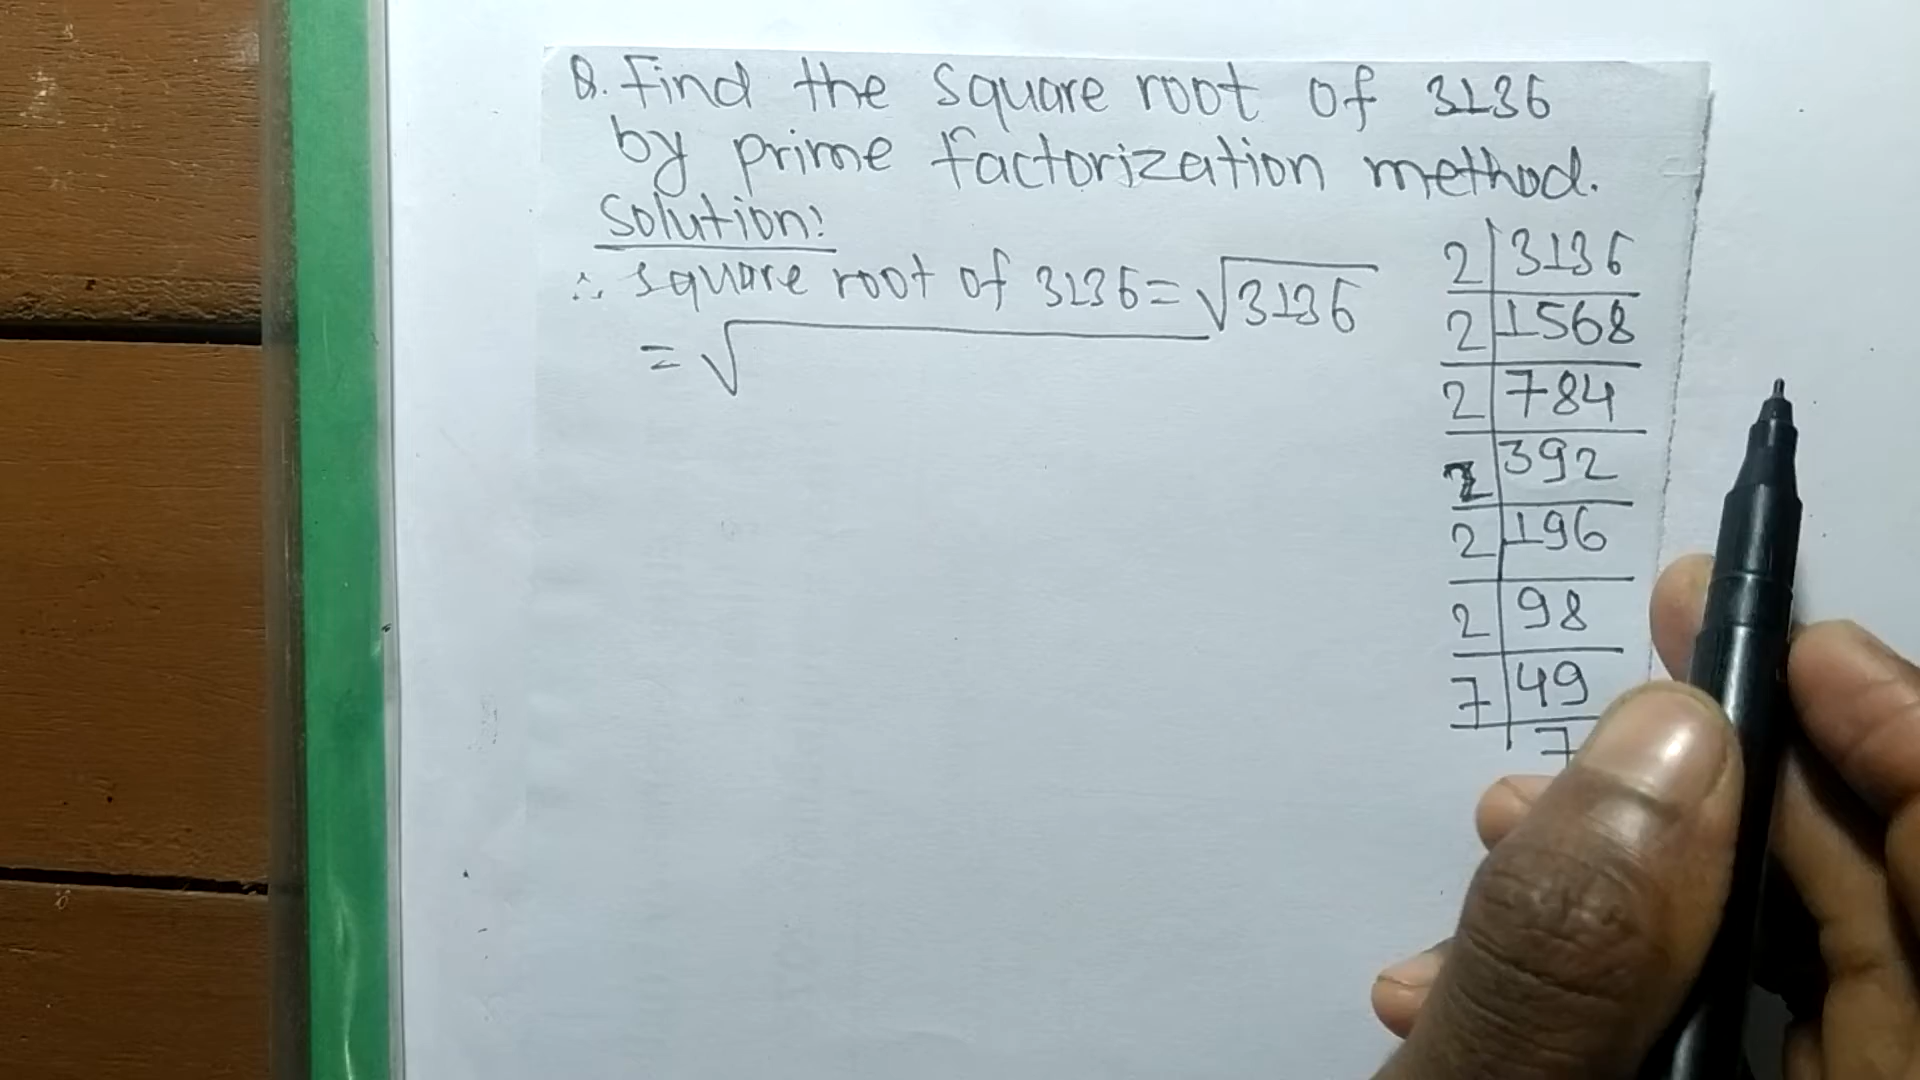 Q. Find the square root of 3136
by prime factorization method.
Solution:
∴ square root of 3136 = √3136
= √
2 | 3136
2 | 1568
2 | 784
2 | 392
2 | 196
2 | 98
7 | 49
7